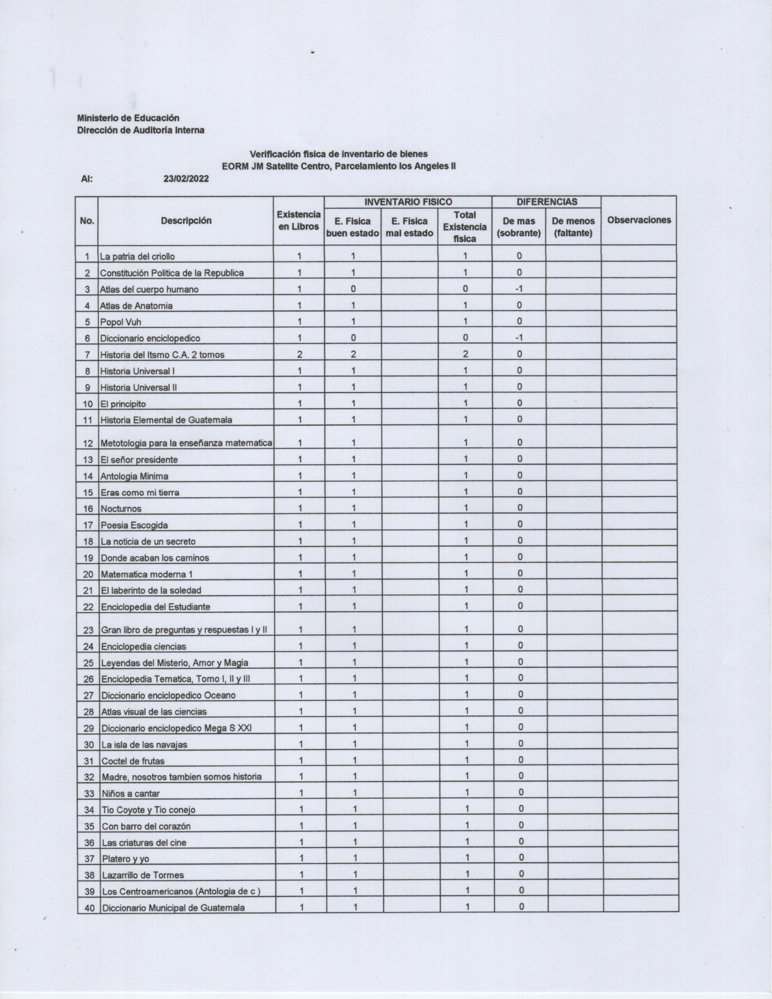 Ministerio de Educación
Dirección de Auditoría Interna
Verificación fisica de inventario de bienes
EORM JM Satelite Centro, Parcelamiento los Angeles II
Al: 23/02/2022
INVENTARIO FISICO DIFERENCIAS
No. Descripción Existencia en Libros E. Fisica buen estado E. Fisica mal estado Total Existencia fisica De mas (sobrante) De menos (faltante) Observaciones
1 La patria del criollo 1 1 1 0
2 Constitución Politica de la Republica 1 1 1 0
3 Atlas del cuerpo humano 1 0 0 -1
4 Atlas de Anatomia 1 1 1 0
5 Popol Vuh 1 1 1 0
6 Diccionario enciclopedico 1 0 0 -1
7 Historia del Itsmo C.A. 2 tomos 2 2 2 0
8 Historia Universal I 1 1 1 0
9 Historia Universal II 1 1 1 0
10 El principito 1 1 1 0
11 Historia Elemental de Guatemala 1 1 1 0
12 Metotologia para la enseñanza matematica 1 1 1 0
13 El señor presidente 1 1 1 0
14 Antologia Minima 1 1 1 0
15 Eras como mi tierra 1 1 1 0
16 Nocturnos 1 1 1 0
17 Poesia Escogida 1 1 1 0
18 La noticia de un secreto 1 1 1 0
19 Donde acaban los caminos 1 1 1 0
20 Matematica moderna 1 1 1 1 0
21 El laberinto de la soledad 1 1 1 0
22 Enciclopedia del Estudiante 1 1 1 0
23 Gran libro de preguntas y respuestas I y II 1 1 1 0
24 Enciclopedia ciencias 1 1 1 0
25 Leyendas del Misterio, Amor y Magia 1 1 1 0
26 Enciclopedia Tematica, Tomo I, II y III 1 1 1 0
27 Diccionario enciclopedico Oceano 1 1 1 0
28 Atlas visual de las ciencias 1 1 1 0
29 Diccionario enciclopedico Mega S XXI 1 1 1 0
30 La isla de las navajas 1 1 1 0
31 Coctel de frutas 1 1 1 0
32 Madre, nosotros tambien somos historia 1 1 1 0
33 Niños a cantar 1 1 1 0
34 Tio Coyote y Tio conejo 1 1 1 0
35 Con barro del corazón 1 1 1 0
36 Las criaturas del cine 1 1 1 0
37 Platero y yo 1 1 1 0
38 Lazarrillo de Tormes 1 1 1 0
39 Los Centroamericanos (Antologia de c ) 1 1 1 0
40 Diccionario Municipal de Guatemala 1 1 1 0